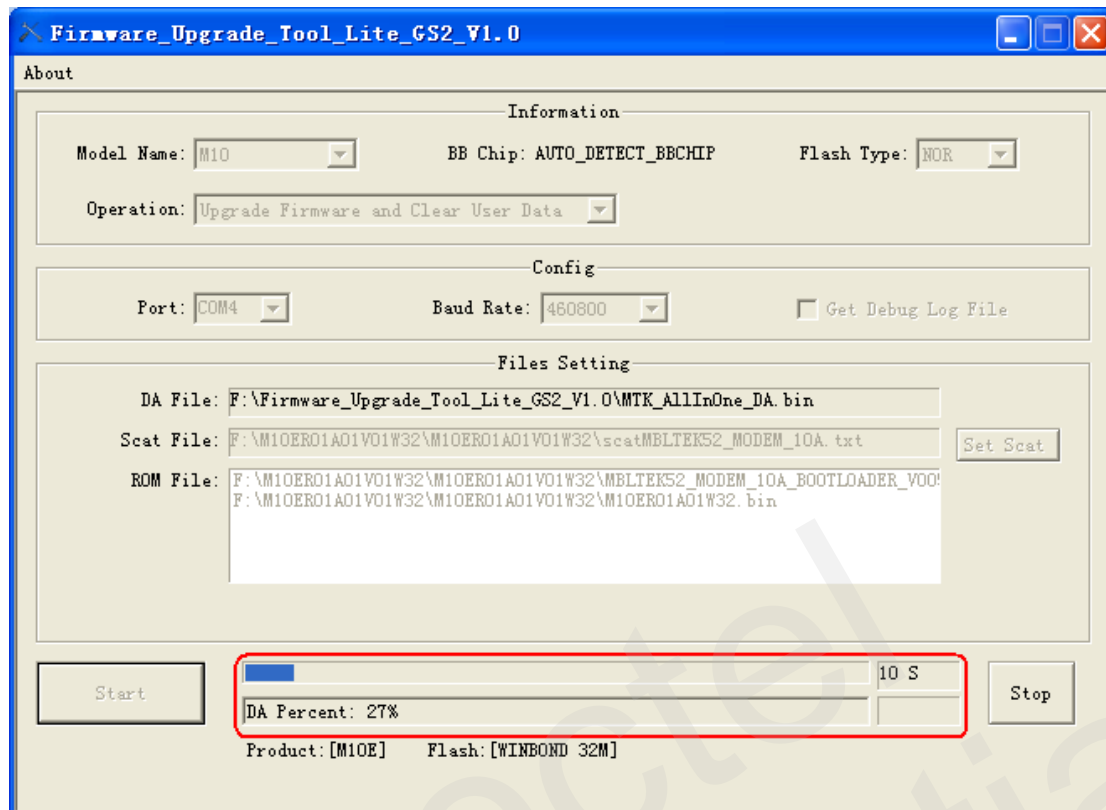 Firmware_Upgrade_Tool_Lite_GS2_V1.0
About
Information
Model Name: M10 BB Chip: AUTO_DETECT_BBCHIP Flash Type: NOR
Operation: Upgrade Firmware and Clear User Data
Config
Port: COM4 Baud Rate: 460800 Get Debug Log File
Files Setting
DA File: F:\Firmware_Upgrade_Tool_Lite_GS2_V1.0\MTK_AllInOne_DA.bin
Scat File: F:\M10ER01A01V01W32\M10ER01A01V01W32\scatMBLTEK52_MODEM_10A.txt Set Scat
ROM File: F:\M10ER01A01V01W32\M10ER01A01V01W32\MBLTEK52_MODEM_10A_BOOTLOADER_V00
F:\M10ER01A01V01W32\M10ER01A01V01W32\M10ER01A01W32.bin
10 S
Start Stop
DA Percent: 27%
Product:[M10E] Flash:[WINBOND 32M]